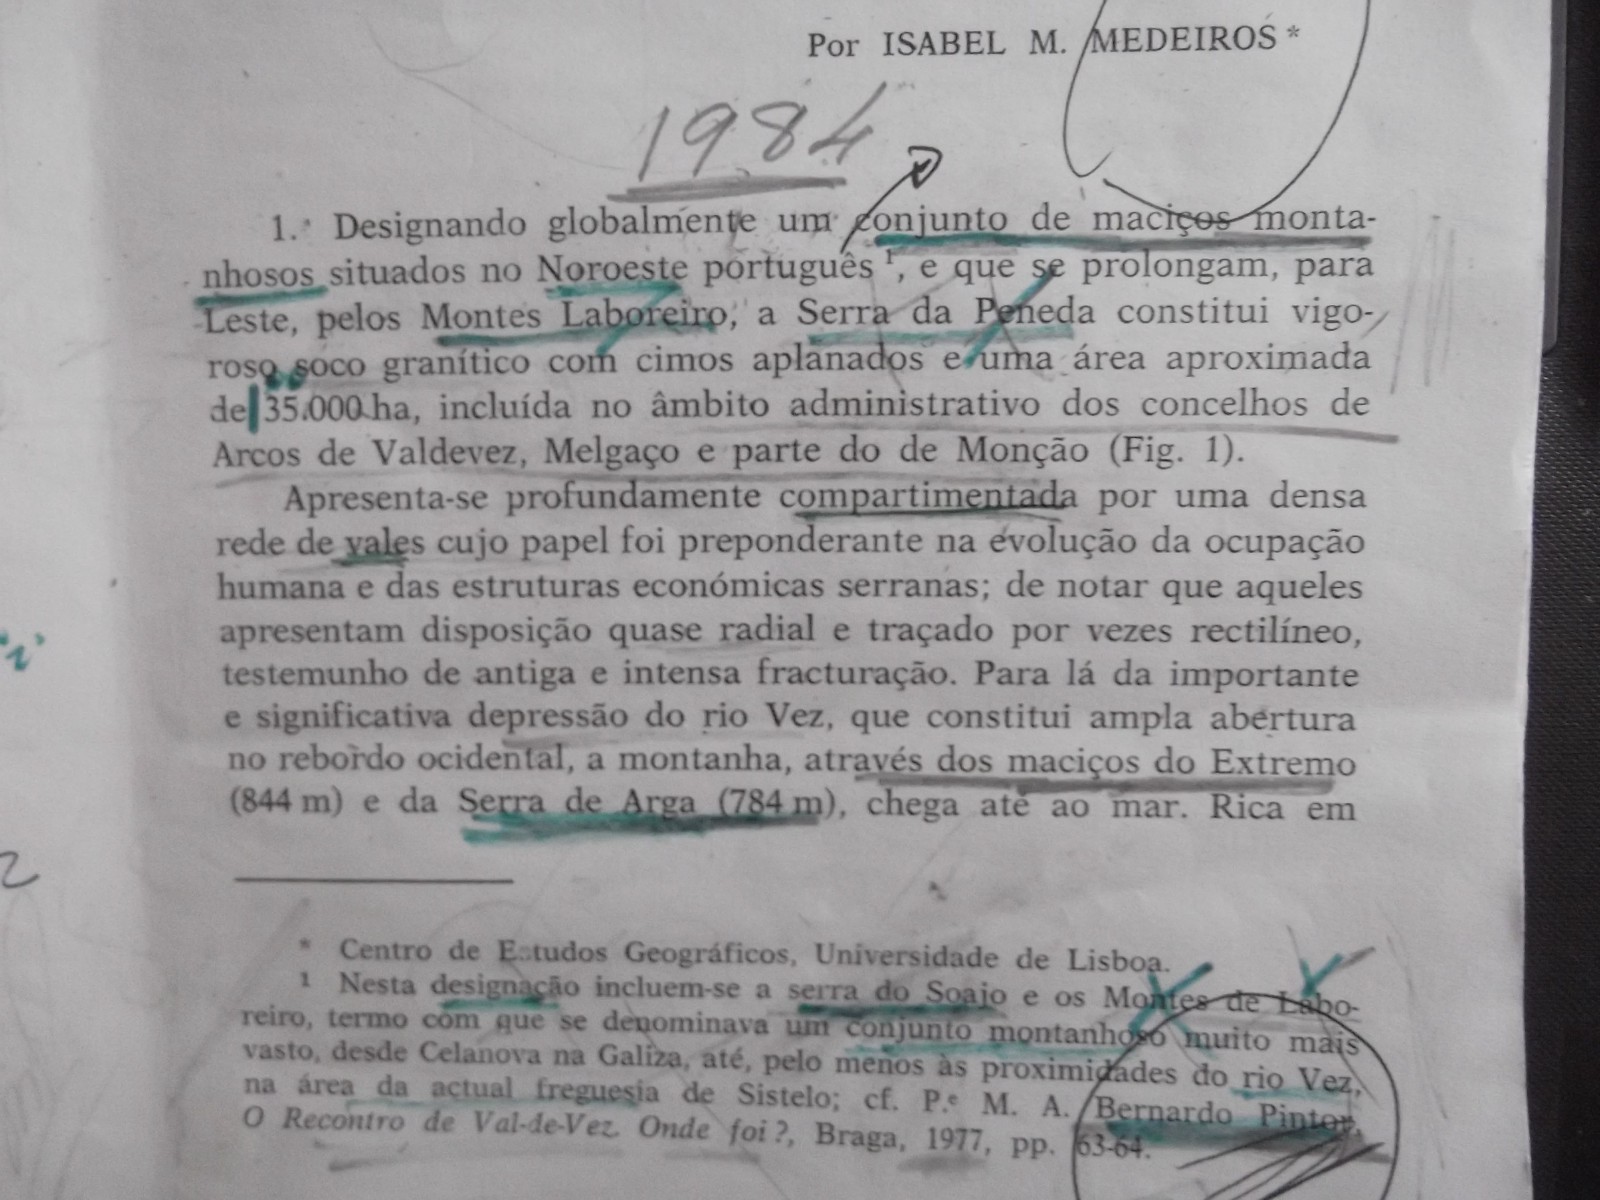 Por ISABEL M. MEDEIROS *
1984
1. Designando globalmente um conjunto de maciços monta-
nhosos situados no Noroeste português ¹, e que se prolongam, para
Leste, pelos Montes Laboreiro, a Serra da Peneda constitui vigo-
roso soco granítico com cimos aplanados e uma área aproximada
de 35.000 ha, incluída no âmbito administrativo dos concelhos de
Arcos de Valdevez, Melgaço e parte do de Monção (Fig. 1).
Apresenta-se profundamente compartimentada por uma densa
rede de vales cujo papel foi preponderante na evolução da ocupação
humana e das estruturas económicas serranas; de notar que aqueles
apresentam disposição quase radial e traçado por vezes rectilíneo,
testemunho de antiga e intensa fracturação. Para lá da importante
e significativa depressão do rio Vez, que constitui ampla abertura
no rebordo ocidental, a montanha, através dos maciços do Extremo
(844 m) e da Serra de Arga (784 m), chega até ao mar. Rica em
2
* Centro de Estudos Geográficos, Universidade de Lisboa.
¹ Nesta designação incluem-se a serra do Soajo e os Montes de Labo-
reiro, termo com que se denominava um conjunto montanhoso muito mais
vasto, desde Celanova na Galiza, até, pelo menos às proximidades do rio Vez,
na área da actual freguesia de Sistelo; cf. P.e M. A. Bernardo Pintor,
O Recontro de Val-de-Vez. Onde foi?, Braga, 1977, pp. 63-64.